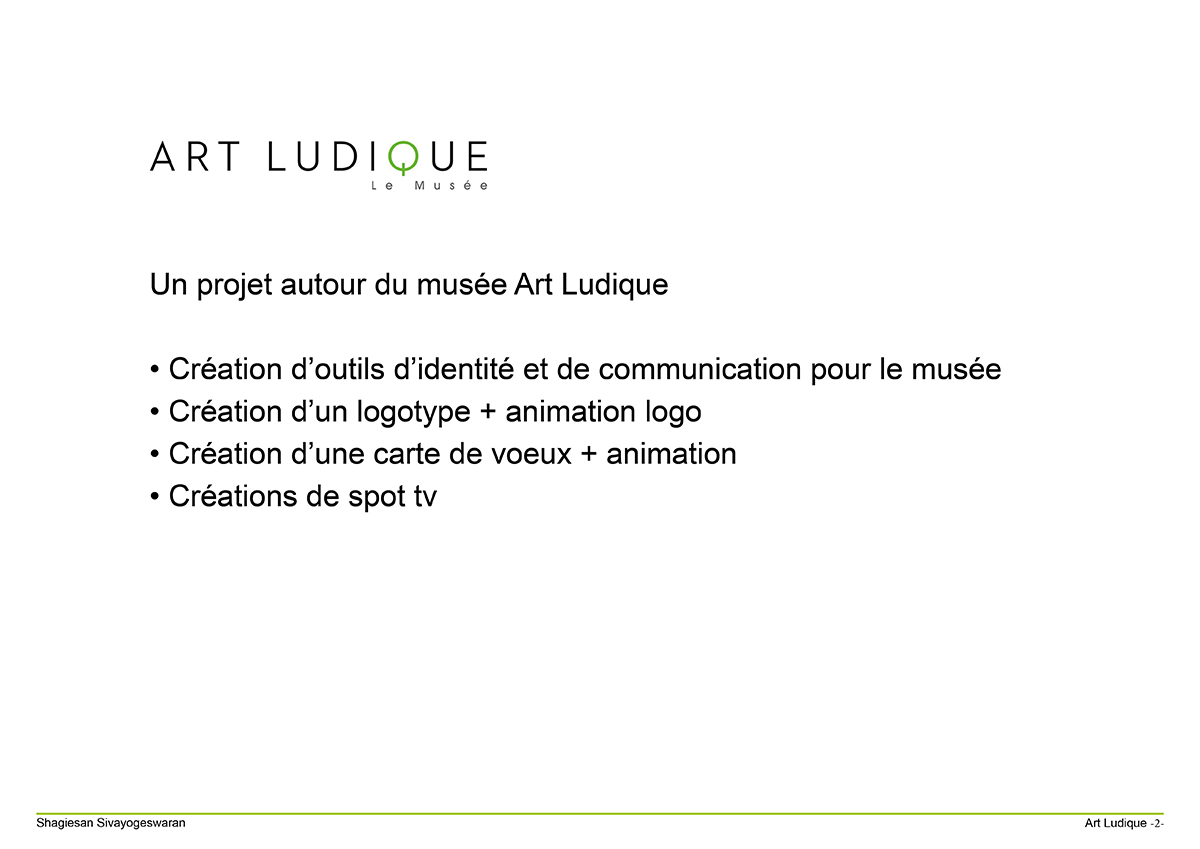 ART LUDIQUE
Le Musée
Un projet autour du musée Art Ludique
• Création d’outils d’identité et de communication pour le musée
• Création d’un logotype + animation logo
• Création d’une carte de voeux + animation
• Créations de spot tv
Shagiesan Sivayogeswaran
Art Ludique -2-